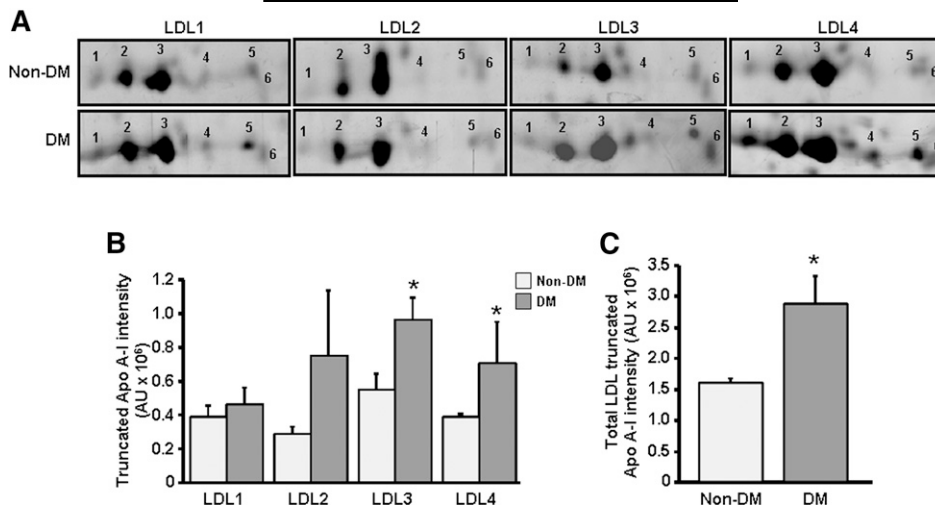 A
LDL1 LDL2 LDL3 LDL4
Non-DM
1 2 3 4 5 6
1 2 3 4 5 6
1 2 3 4 5 6
1 2 3 4 5 6
DM
1 2 3 4 5 6
1 2 3 4 5 6
1 2 3 4 5 6
1 2 3 4 5 6
B
Truncated Apo A-I intensity
(AU x 10⁶)
1.2
1.0
0.8
0.6
0.4
0.2
0
* *
Non-DM
DM
LDL1 LDL2 LDL3 LDL4
C
Total LDL truncated
Apo A-I intensity (AU x 10⁶)
3.5
3.0
2.5
2.0
1.5
1.0
0.5
0
*
Non-DM DM